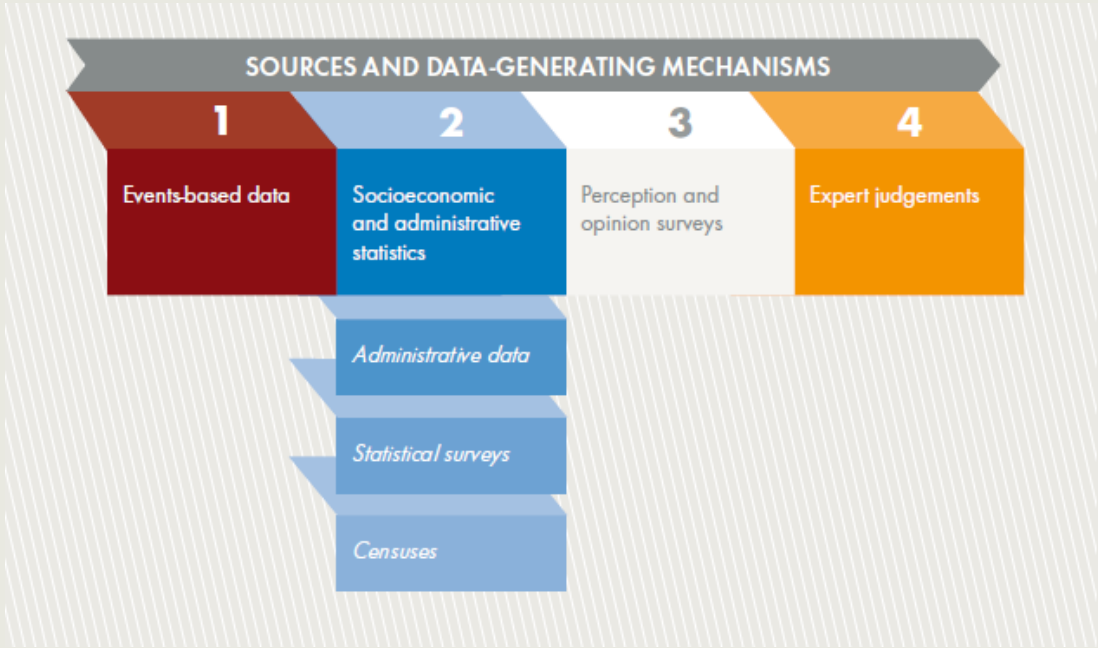 SOURCES AND DATA-GENERATING MECHANISMS
1
Events-based data
2
Socioeconomic
and administrative
statistics
Administrative data
Statistical surveys
Censuses
3
Perception and
opinion surveys
4
Expert judgements